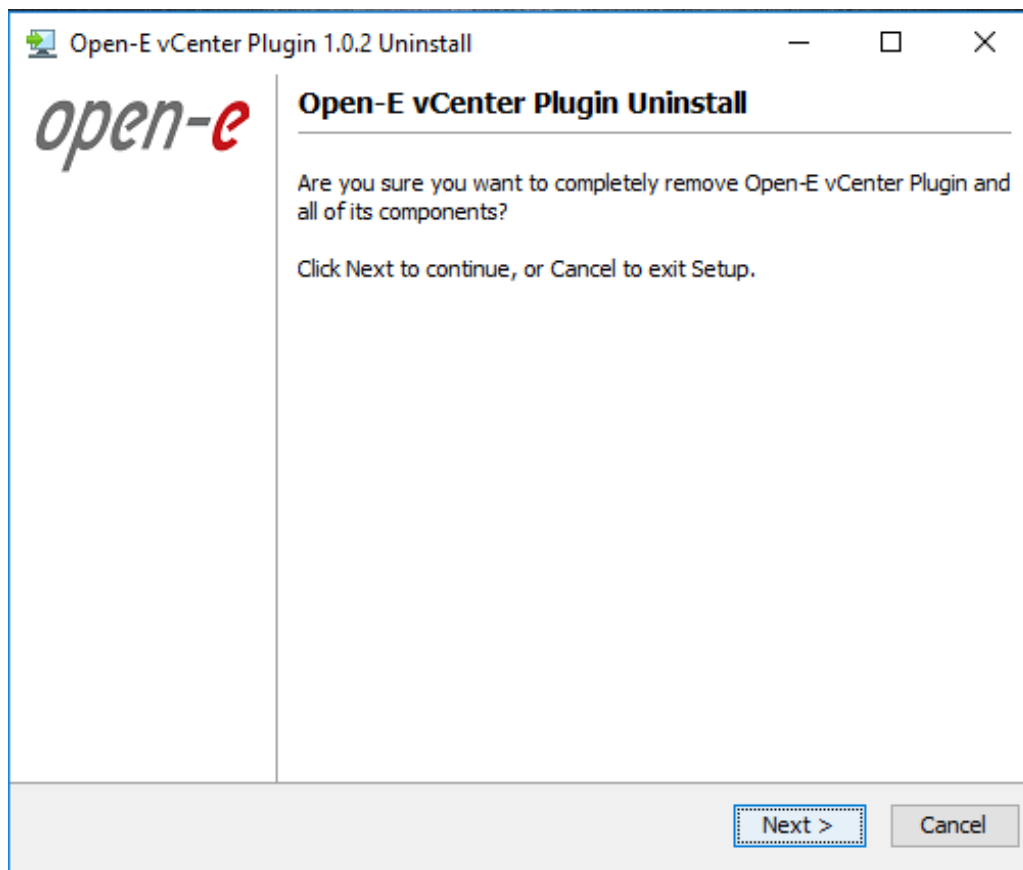 Open-E vCenter Plugin 1.0.2 Uninstall
open-e
Open-E vCenter Plugin Uninstall
Are you sure you want to completely remove Open-E vCenter Plugin and
all of its components?
Click Next to continue, or Cancel to exit Setup.
Next >
Cancel